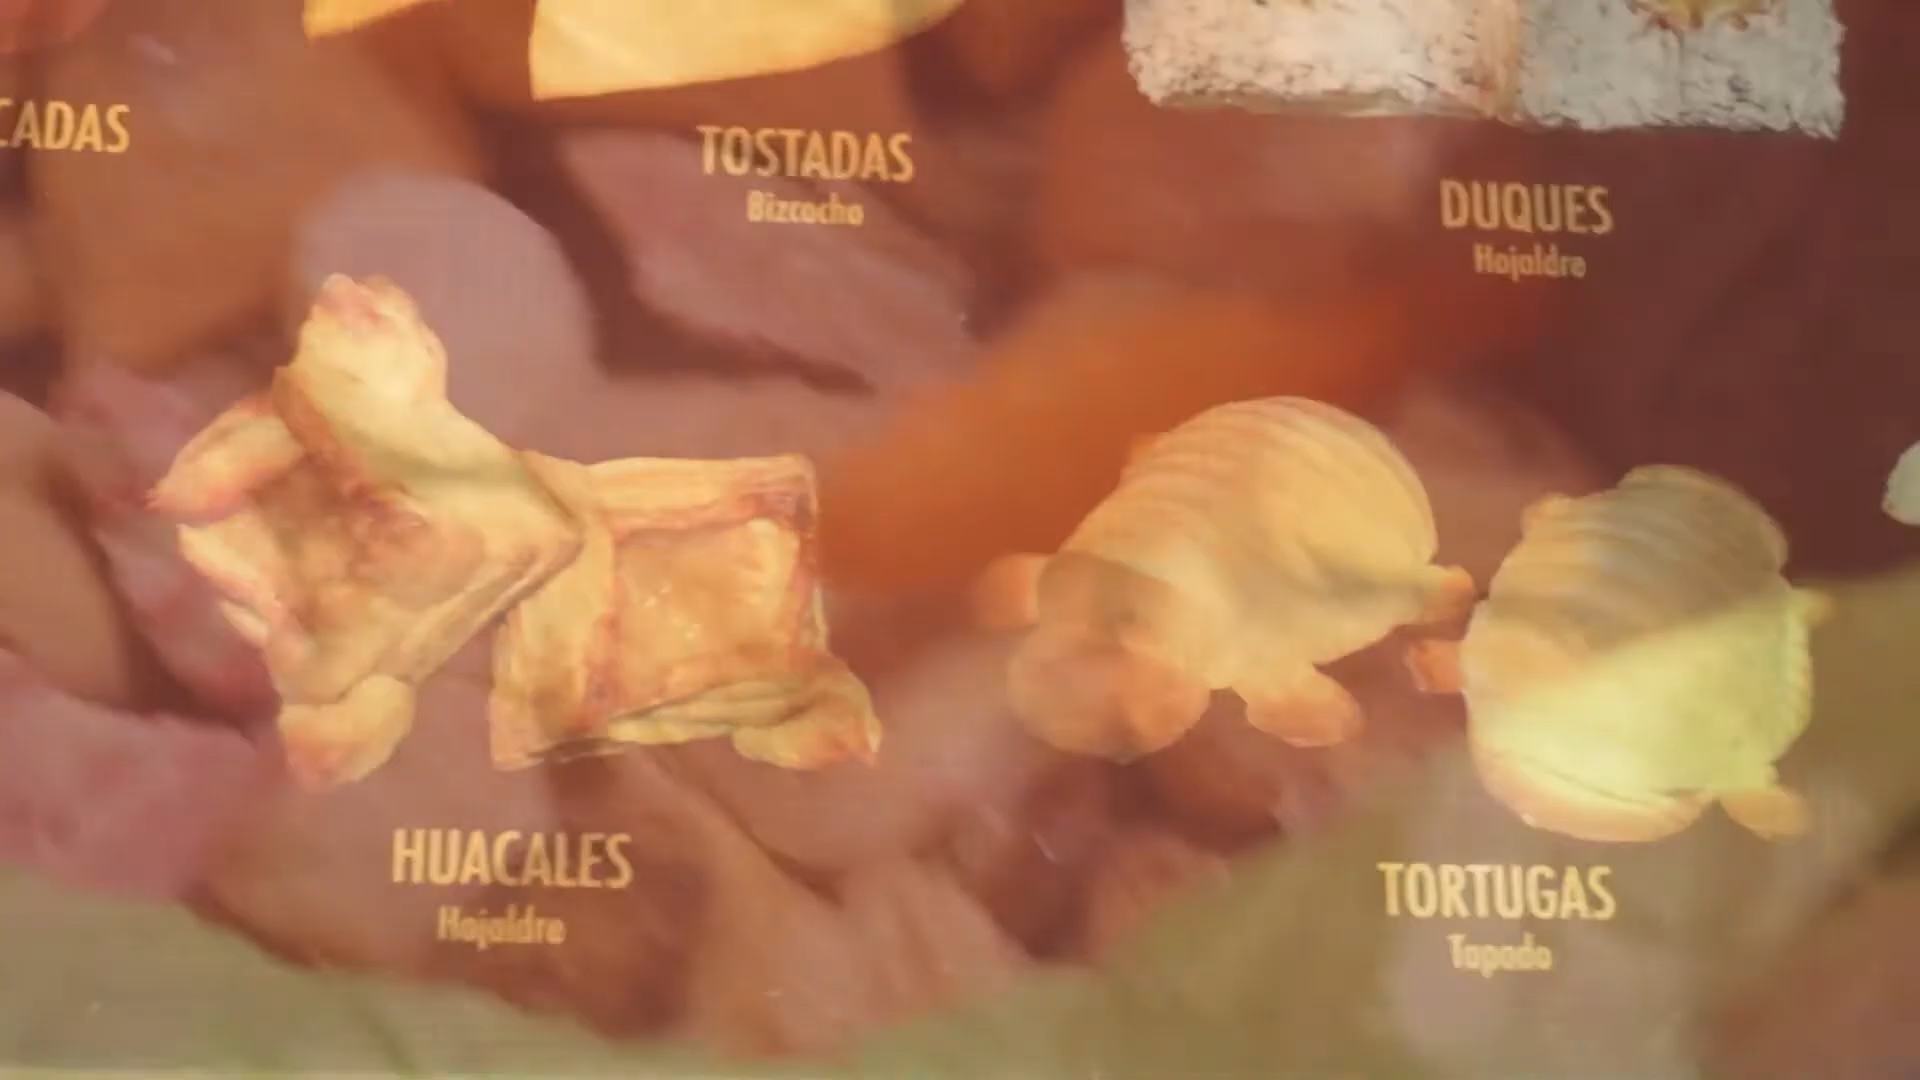 CADAS
TOSTADAS
Bizcocho
DUQUES
Hojaldre
HUACALES
Hojaldre
TORTUGAS
Tapado